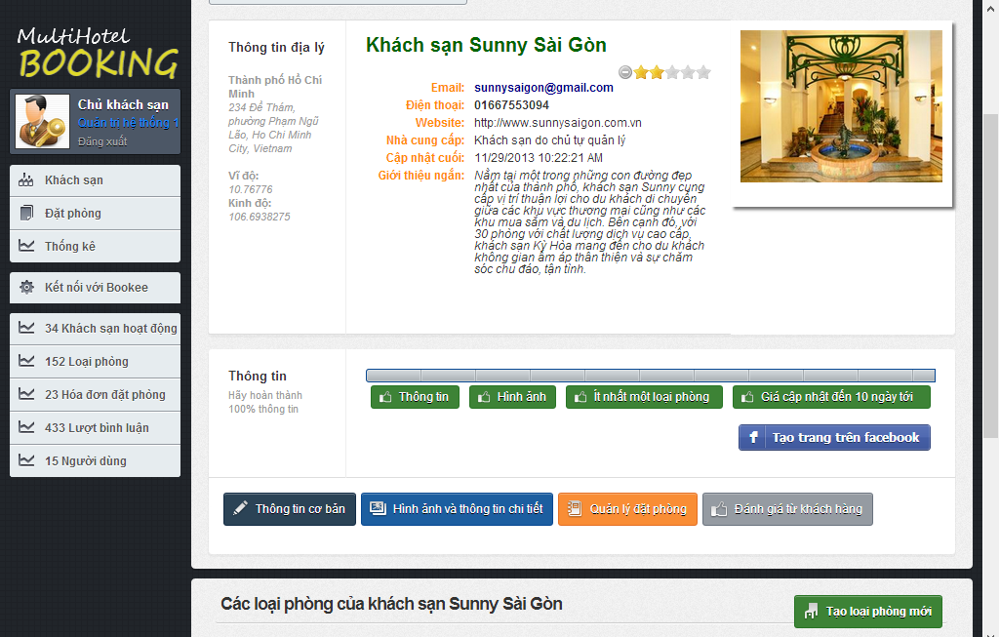 MultiHotel
BOOKING
Chủ khách sạn
Quản trị hệ thống 1
Đăng xuất
Khách sạn
Đặt phòng
Thống kê
Kết nối với Bookee
34 Khách sạn hoạt động
152 Loại phòng
23 Hóa đơn đặt phòng
433 Lượt bình luận
15 Người dùng
Thông tin địa lý
Thành phố Hồ Chí
Minh
234 Đề Thám,
phường Phạm Ngũ
Lão, Ho Chi Minh
City, Vietnam
Vĩ độ:
10.76776
Kinh độ:
106.6938275
Khách sạn Sunny Sài Gòn
Email: sunnysaigon@gmail.com
Điện thoại: 01667553094
Website: http://www.sunnysaigon.com.vn
Nhà cung cấp: Khách sạn do chủ tự quản lý
Cập nhật cuối: 11/29/2013 10:22:21 AM
Giới thiệu ngắn: Nằm tại một trong những con đường đẹp
nhất của thành phố, khách sạn Sunny cung
cấp vị trí thuận lợi cho du khách di chuyển
giữa các khu vực thương mại cũng như các
khu mua sắm và du lịch. Bên cạnh đó, với
30 phòng với chất lượng dịch vụ cao cấp,
khách sạn Kỳ Hòa mang đến cho du khách
không gian ấm áp thân thiện và sự chăm
sóc chu đáo, tận tình.
Thông tin
Hãy hoàn thành
100% thông tin
Thông tin
Hình ảnh
Ít nhất một loại phòng
Giá cập nhật đến 10 ngày tới
Tạo trang trên facebook
Thông tin cơ bản
Hình ảnh và thông tin chi tiết
Quản lý đặt phòng
Đánh giá từ khách hàng
Các loại phòng của khách sạn Sunny Sài Gòn
Tạo loại phòng mới